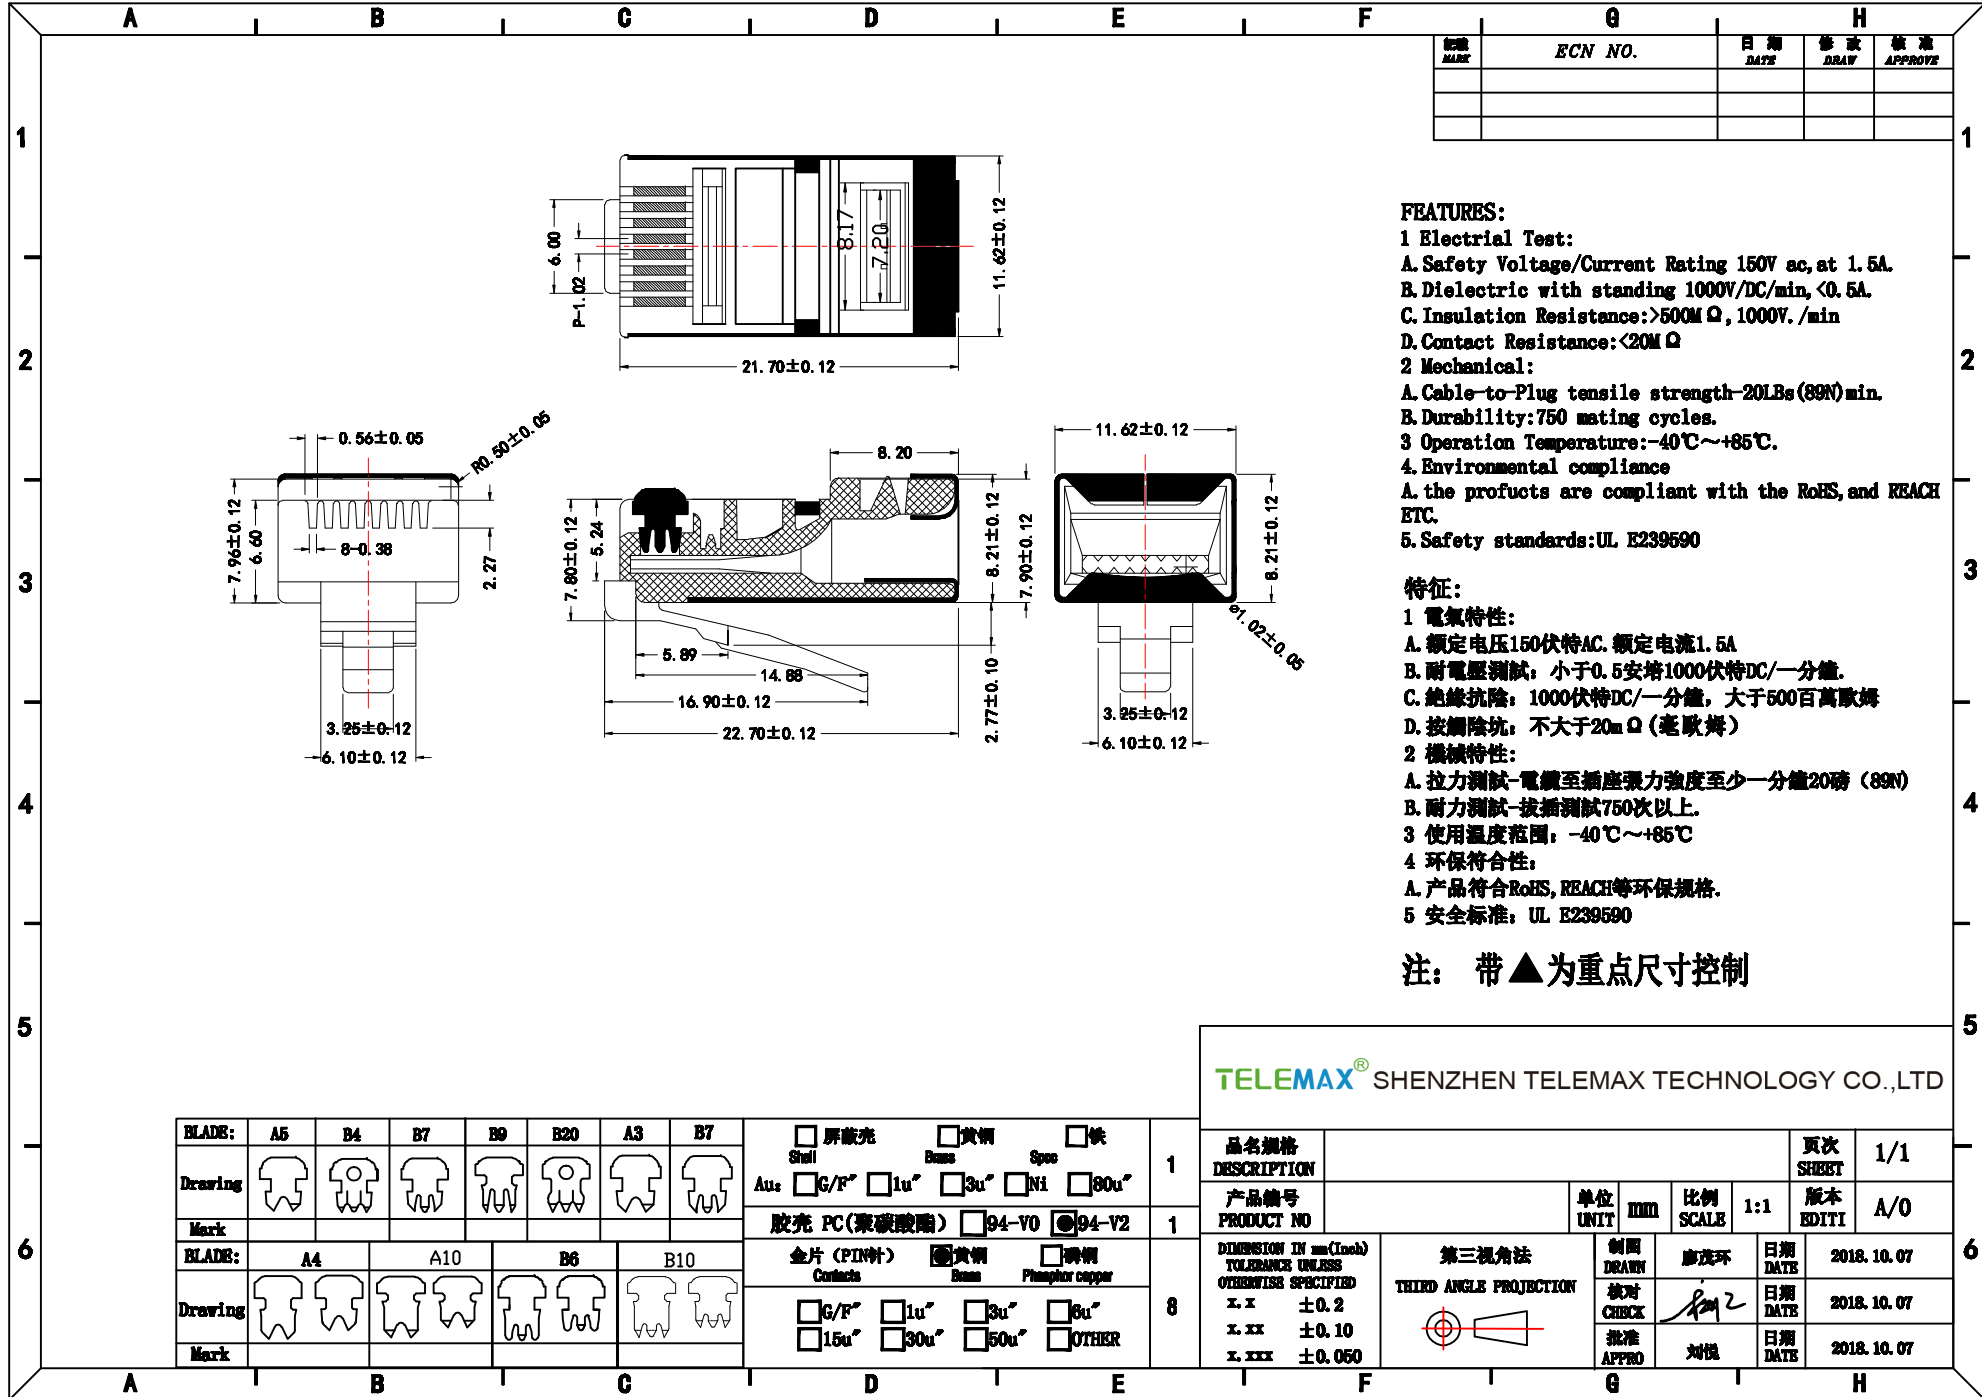 A B C D E F G H
1
2
3
4
5
6
1
2
3
4
5
6
A B C D E F G H
MARK
ECN NO.
日 期
DATE
修 改
DRAW
核 准
APPROVE
6.00
P-1.02
8.17
7.20
11.62±0.12
21.70±0.12
0.56±0.05
R0.50±0.05
7.96±0.12
6.60
8-0.38
2.27
3.25±0.12
6.10±0.12
8.20
7.80±0.12
5.24
8.21±0.12
7.90±0.12
5.89
14.88
16.90±0.12
22.70±0.12
2.77±0.10
11.62±0.12
8.21±0.12
ø1.02±0.05
3.25±0.12
6.10±0.12
FEATURES:
1 Electrial Test:
A.Safety Voltage/Current Rating 150V ac,at 1.5A.
B.Dielectric with standing 1000V/DC/min,<0.5A.
C.Insulation Resistance:>500MΩ,1000V./min
D.Contact Resistance:<20MΩ
2 Mechanical:
A.Cable-to-Plug tensile strength-20LBs(89N)min.
B.Durability:750 mating cycles.
3 Operation Temperature:-40℃～+85℃.
4.Environmental compliance
A.the profucts are compliant with the RoHS,and REACH
ETC.
5.Safety standards:UL E239590
特征:
1 電氣特性:
A.额定电压150伏特AC.额定电流1.5A
B.耐電壓測試：小于0.5安培1000伏特DC/一分鐘.
C.絶緣抗陰：1000伏特DC/一分鐘，大于500百萬歐姆
D.按觸陰坑：不大于20mΩ(毫歐姆）
2 機械特性:
A.拉力測試-電纜至插座張力強度至少一分鐘20磅（89N)
B.耐力測試-拔插測試750次以上.
3 使用温度范围：-40℃～+85℃
4 环保符合性:
A.产品符合RoHS,REACH等环保规格.
5 安全标准：UL E239590
注： 带▲为重点尺寸控制
TELEMAX® SHENZHEN TELEMAX TECHNOLOGY CO.,LTD
BLADE: A5 B4 B7 B9 B20 A3 B7
Drawing
Mark
BLADE: A4 A10 B6 B10
Drawing
Mark
屏蔽壳 黄铜 铁
Shell Brass Spcc
1
Au: G/F" 1u" 3u" Ni 80u"
胶壳 PC(聚碳酸酯） 94-V0 94-V2
1
金片（PIN针） 黄铜 磷铜
Contacts Brass Phosphor copper
G/F" 1u" 3u" 6u"
8
15u" 30u" 50u" OTHER
品名规格
DESCRIPTION
页次
SHEET
1/1
产品编号
PRODUCT NO
单位
UNIT
mm
比例
SCALE
1:1
版本
EDITI
A/0
DIMENSION IN mm(Inch)
TOLERANCE UNLESS
OTHERWISE SPECIFIED
x.x ±0.2
x.xx ±0.10
x.xxx ±0.050
第三视角法
THIRD ANGLE PROJECTION
制图
DRAWN
廖茂环
日期
DATE
2018.10.07
核对
CHECK
日期
DATE
2018.10.07
批准
APPRO
刘悦
日期
DATE
2018.10.07